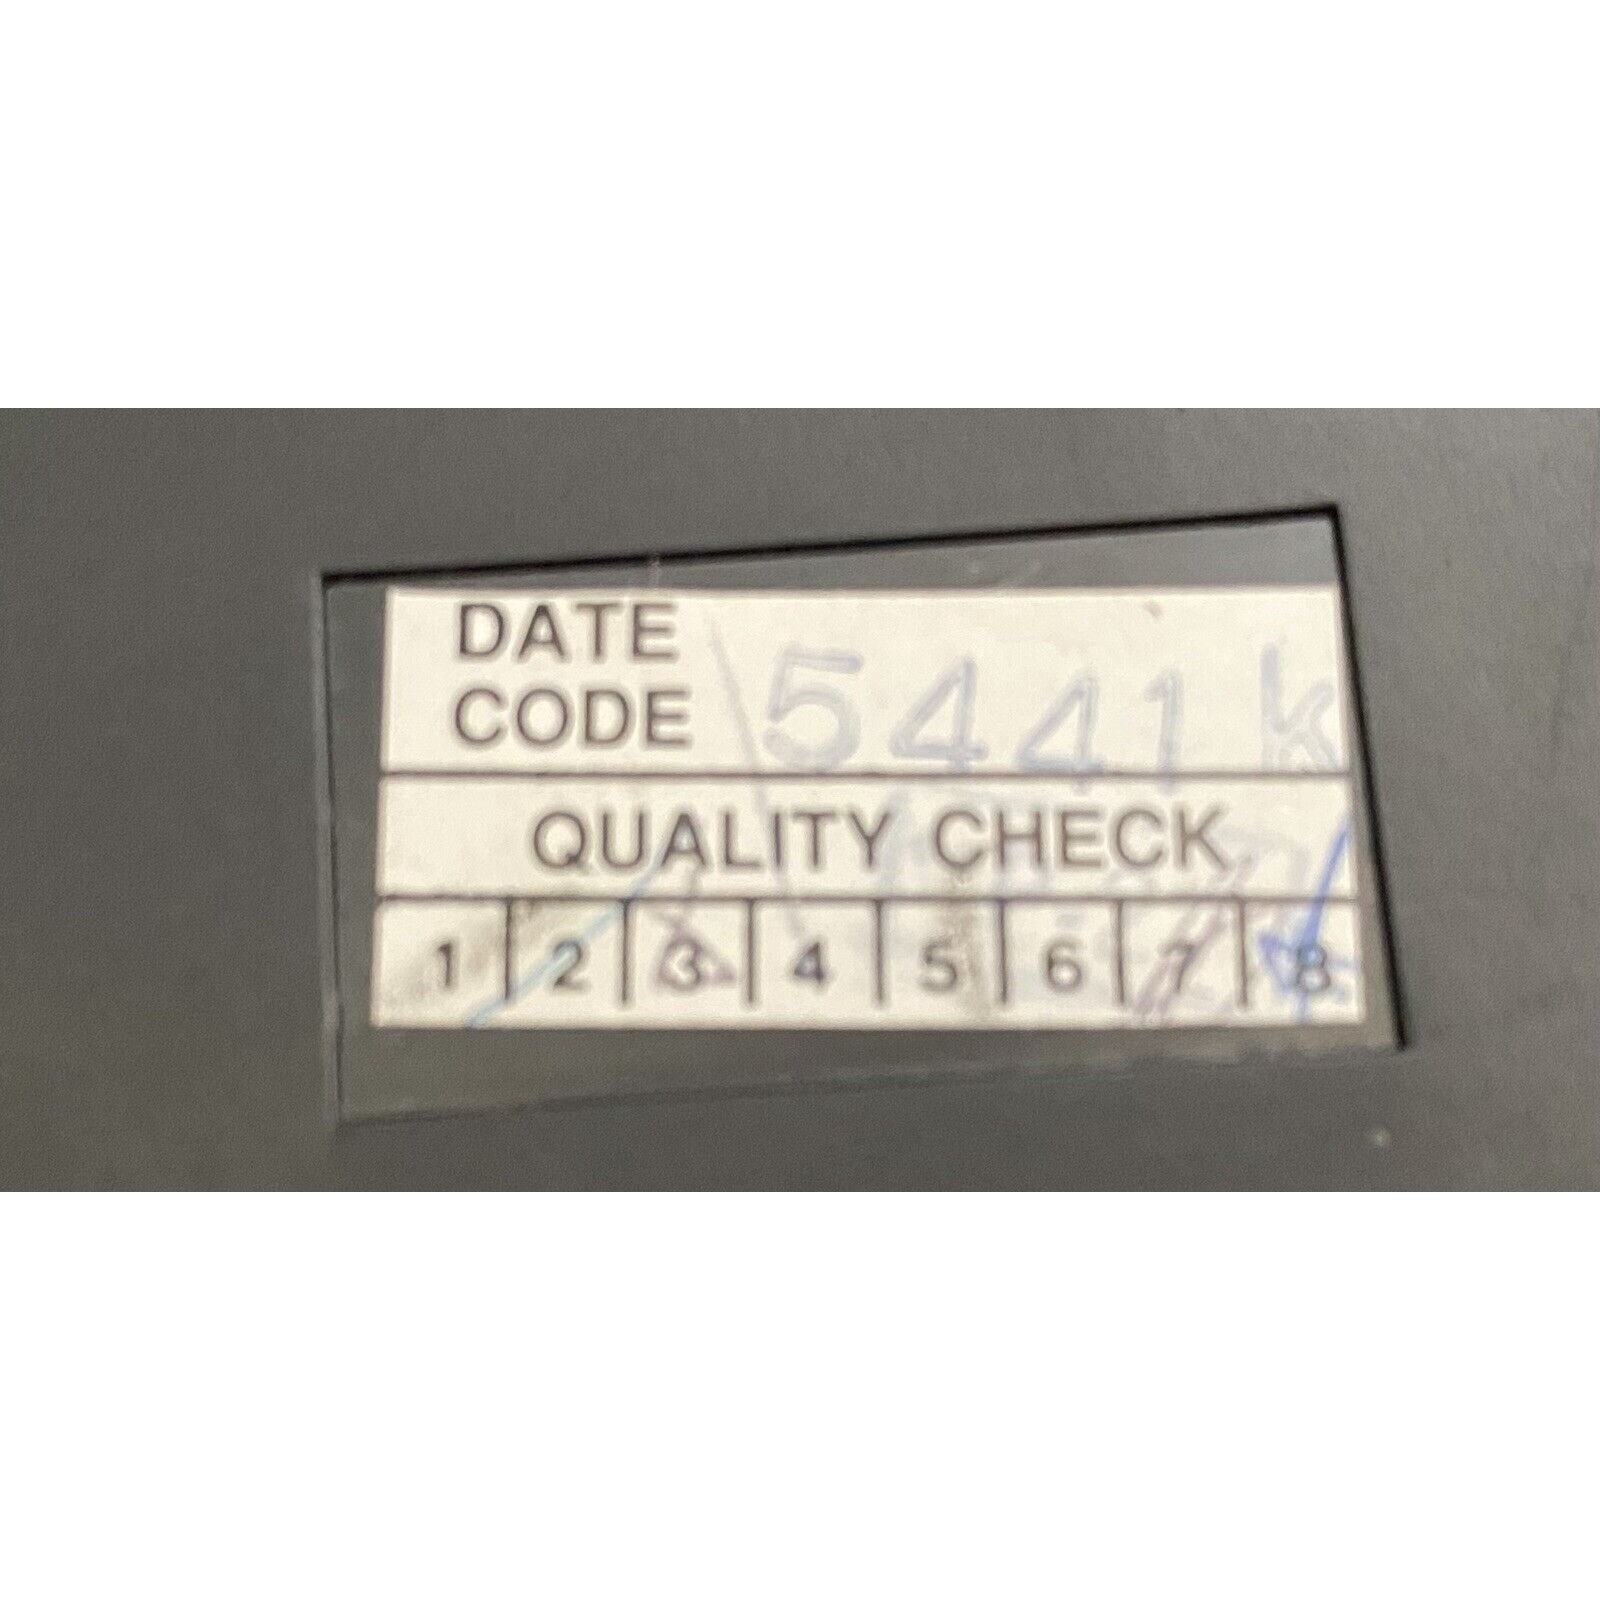 DATE
CODE 5441K
QUALITY CHECK
1 2 3 4 5 6 7 8